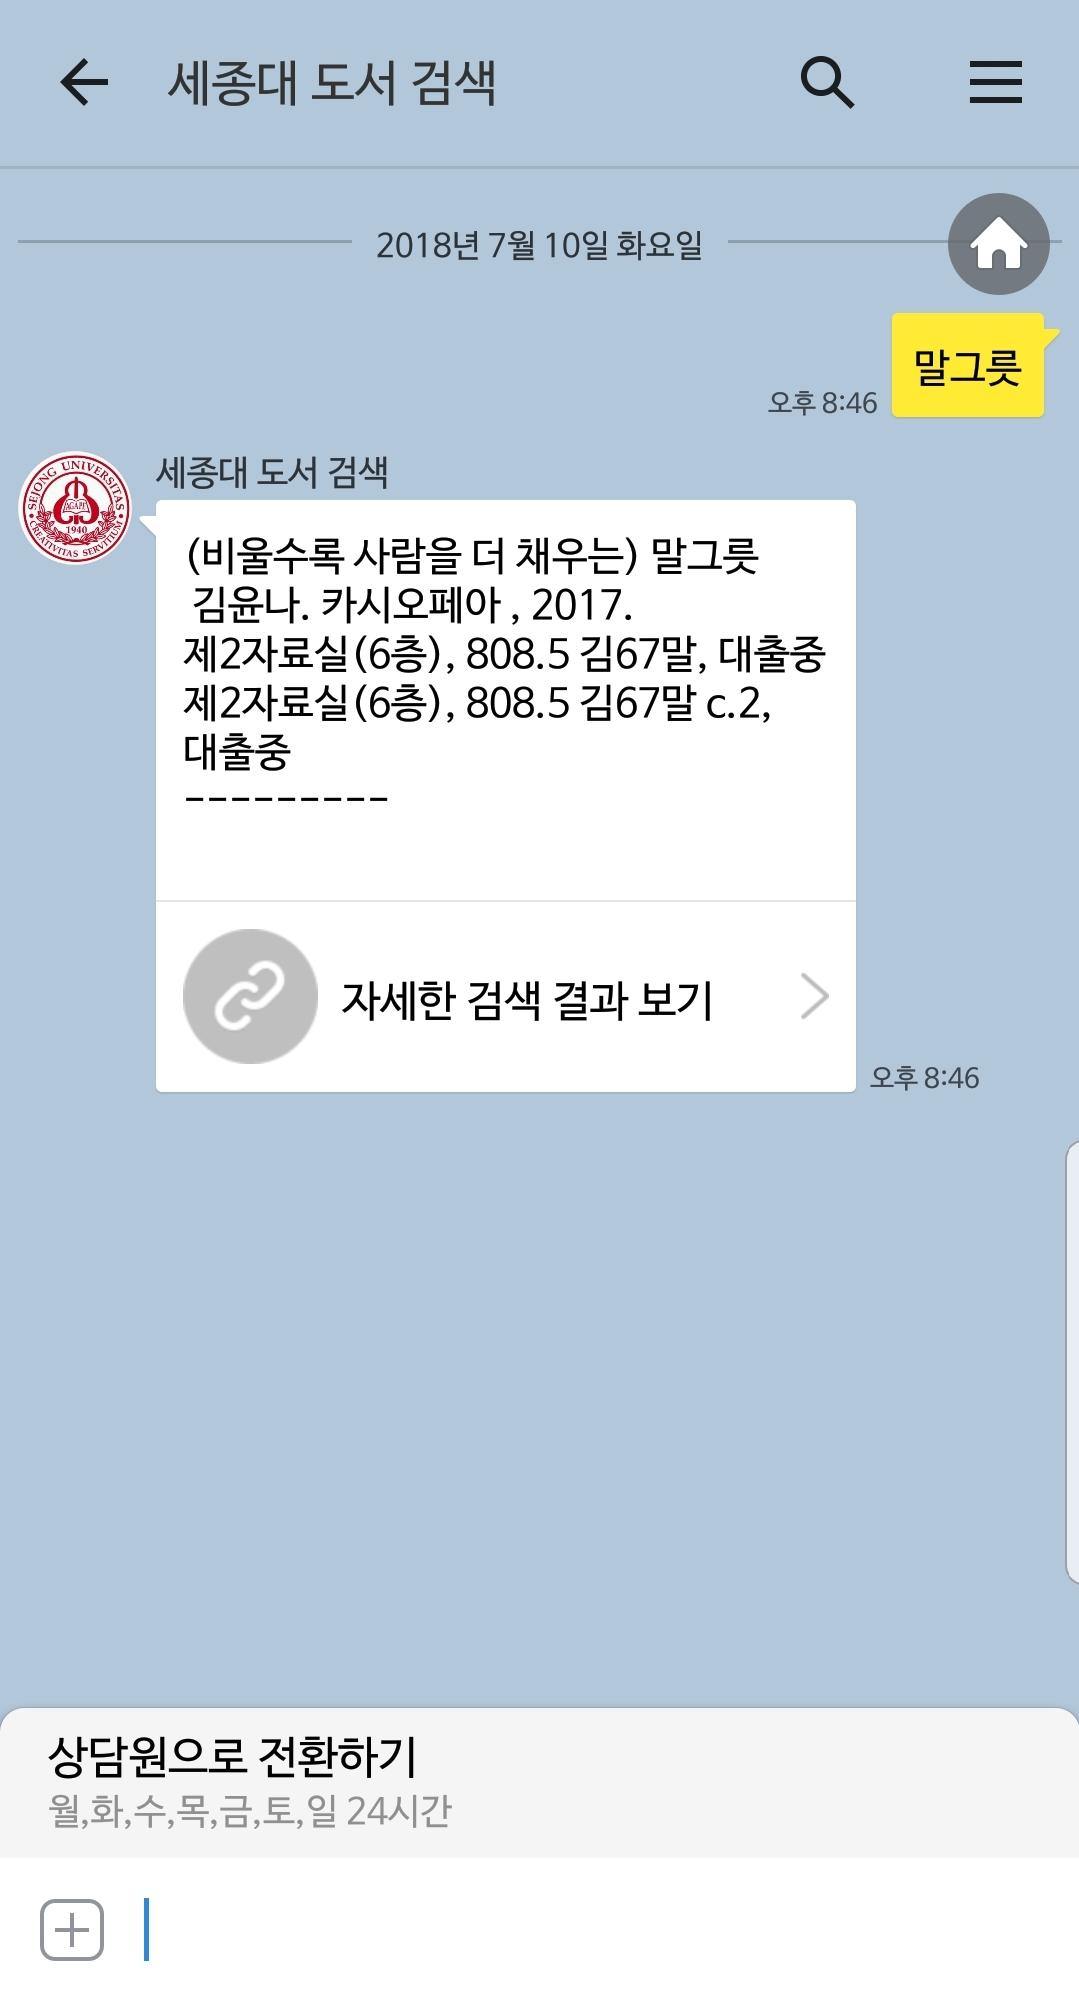 세종대 도서 검색
2018년 7월 10일 화요일
말그릇
오후 8:46
세종대 도서 검색
SEJONG UNIVERSITAS
AGAPE
1940
CREATIVITAS SERVITIUM
(비울수록 사람을 더 채우는) 말그릇
김윤나. 카시오페아 , 2017.
제2자료실(6층), 808.5 김67말, 대출중
제2자료실(6층), 808.5 김67말 c.2,
대출중
---------
자세한 검색 결과 보기
오후 8:46
상담원으로 전환하기
월,화,수,목,금,토,일 24시간